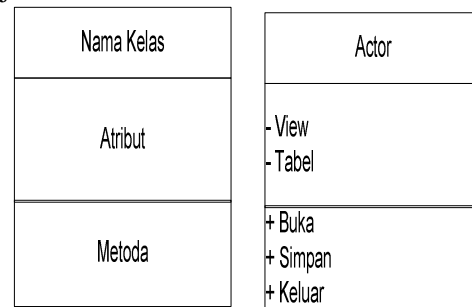 Nama Kelas
Atribut
Metoda
Actor
- View
- Tabel
+ Buka
+ Simpan
+ Keluar